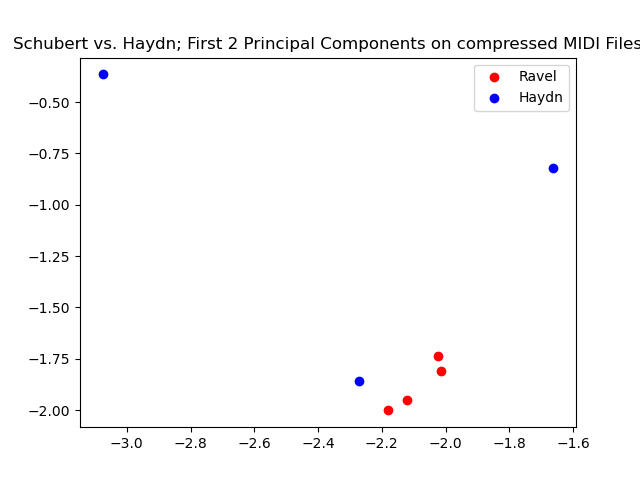 Schubert vs. Haydn; First 2 Principal Components on compressed MIDI Files
Ravel
Haydn
−0.50
−0.75
−1.00
−1.25
−1.50
−1.75
−2.00
−3.0 −2.8 −2.6 −2.4 −2.2 −2.0 −1.8 −1.6